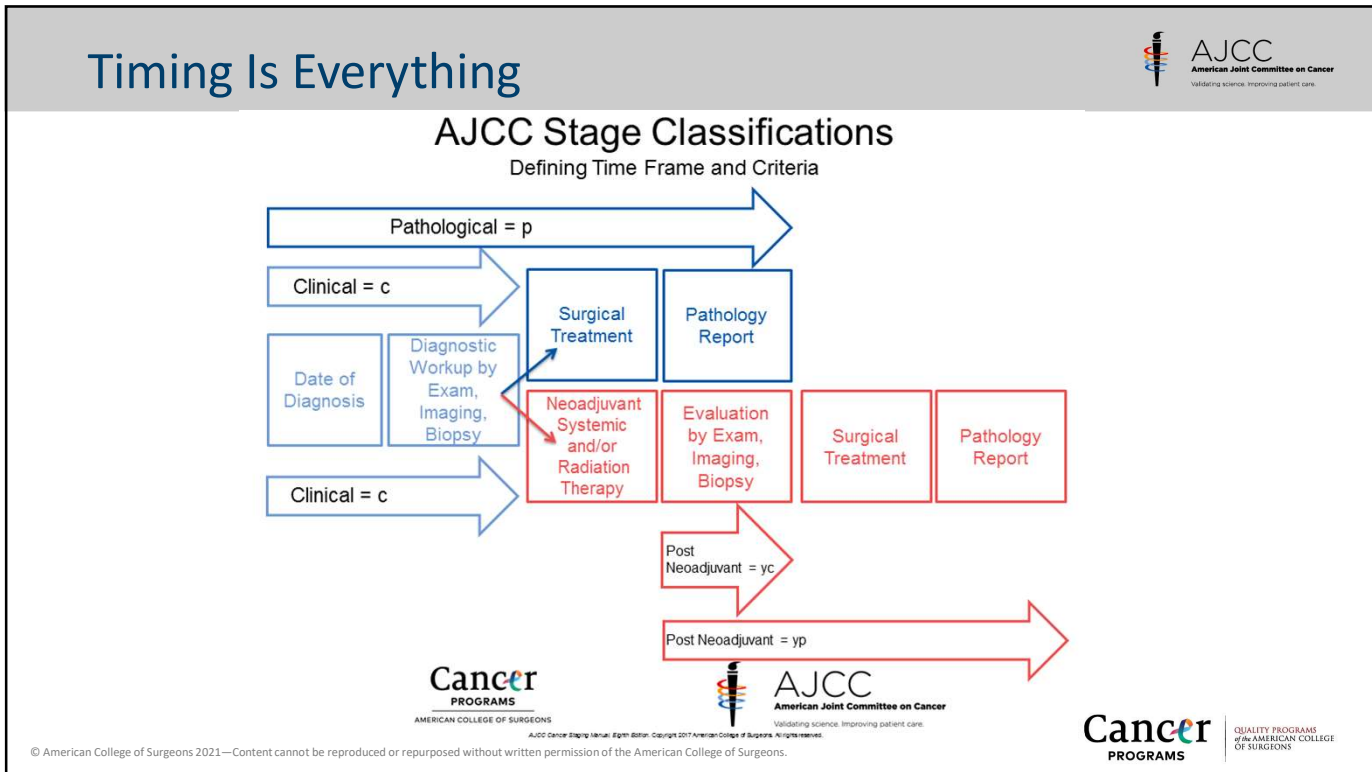 Timing Is Everything
AJCC
American Joint Committee on Cancer
Validating science. Improving patient care.
AJCC Stage Classifications
Defining Time Frame and Criteria
Pathological = p
Clinical = c
Surgical
Treatment
Pathology
Report
Date of
Diagnosis
Diagnostic
Workup by
Exam,
Imaging,
Biopsy
Neoadjuvant
Systemic
and/or
Radiation
Therapy
Evaluation
by Exam,
Imaging,
Biopsy
Surgical
Treatment
Pathology
Report
Clinical = c
Post
Neoadjuvant = yc
Post Neoadjuvant = yp
Cancer
PROGRAMS
AMERICAN COLLEGE OF SURGEONS
AJCC
American Joint Committee on Cancer
Validating science. Improving patient care.
AJCC Cancer Staging Manual, Eighth Edition. Copyright 2017 American College of Surgeons. All rights reserved.
© American College of Surgeons 2021—Content cannot be reproduced or repurposed without written permission of the American College of Surgeons.
Cancer
PROGRAMS
QUALITY PROGRAMS
of the AMERICAN COLLEGE
OF SURGEONS